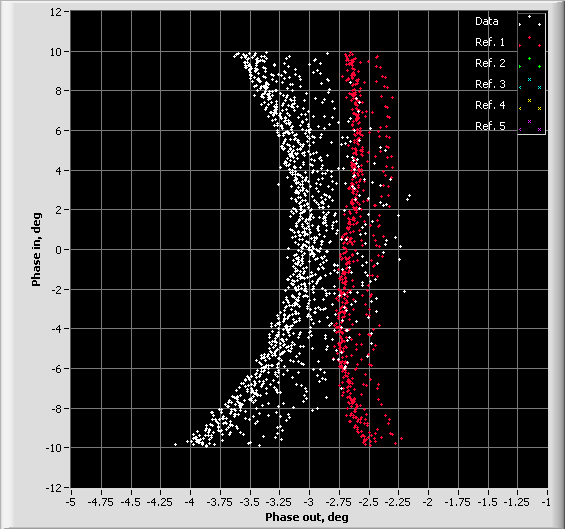 12
10
8
6
4
2
0
-2
-4
-6
-8
-10
-12
Phase in, deg
Data
Ref. 1
Ref. 2
Ref. 3
Ref. 4
Ref. 5
-5 -4.75 -4.5 -4.25 -4 -3.75 -3.5 -3.25 -3 -2.75 -2.5 -2.25 -2 -1.75 -1.5 -1.25 -1
Phase out, deg